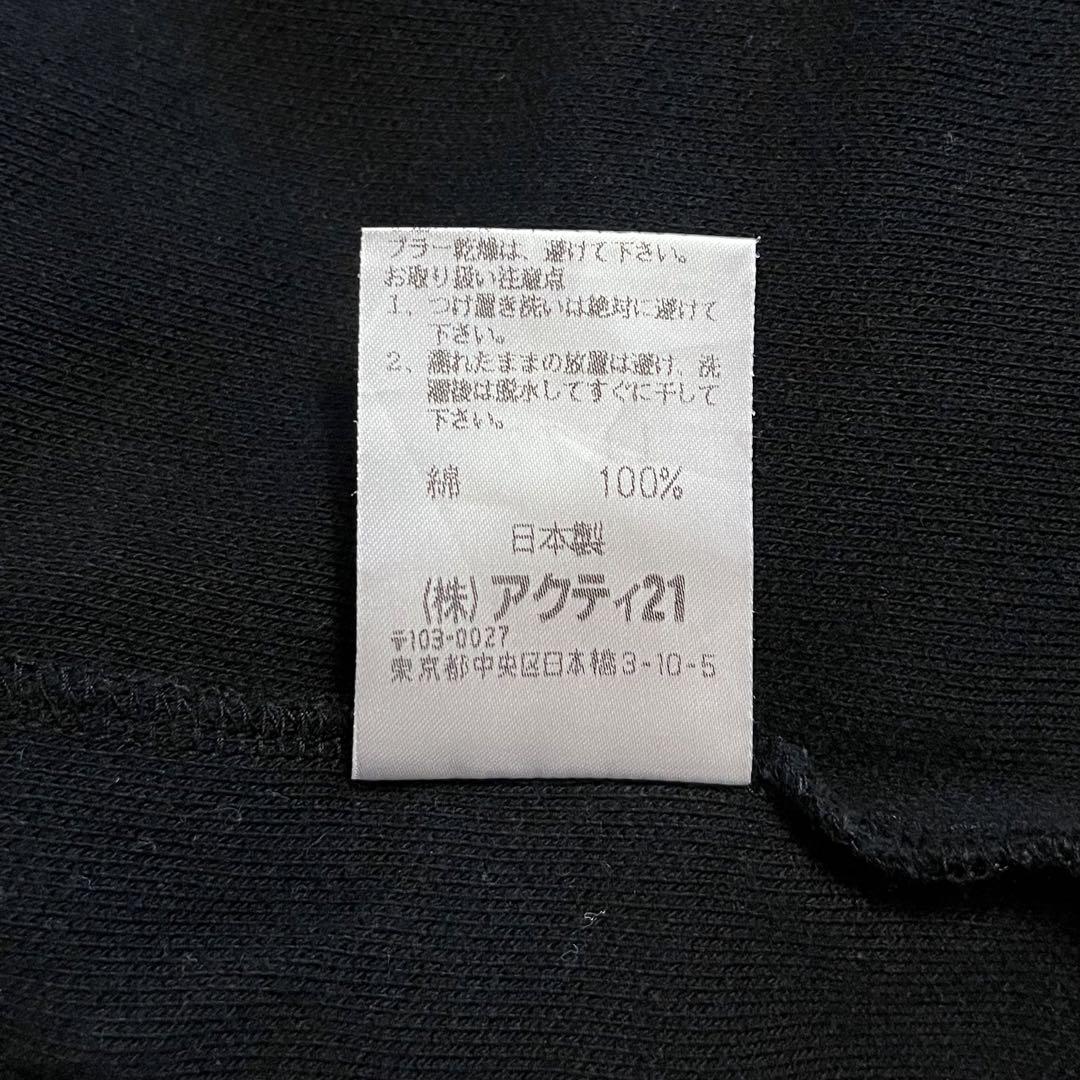 ブラー乾燥は、避けて下さい。
お取り扱い注意点
1、つけ置き洗いは絶対に避けて
下さい。
2、濡れたままの放置は避け、洗
濯後は脱水してすぐに干して
下さい。
綿 100%
日本製
(株)アクティ21
〒103-0027
東京都中央区日本橋3-10-5